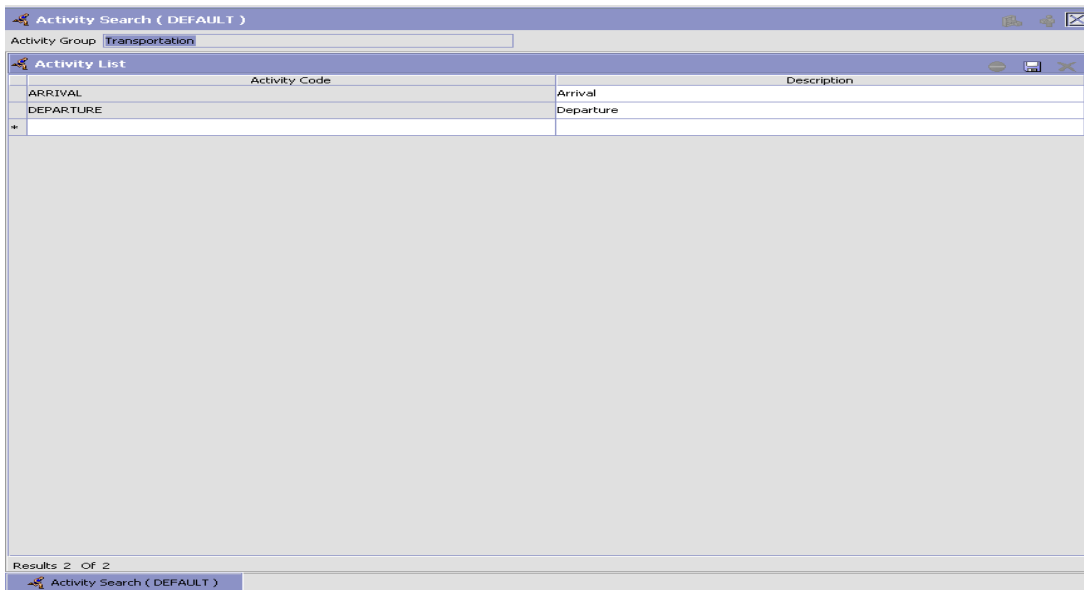 Activity Search ( DEFAULT )
Activity Group Transportation
Activity List
Activity Code Description
ARRIVAL Arrival
DEPARTURE Departure
*
Results 2 Of 2
Activity Search ( DEFAULT )